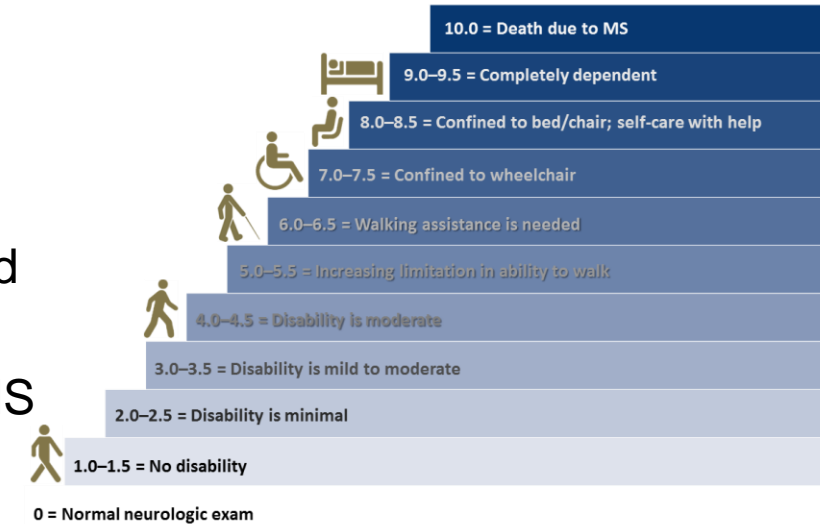 10.0 = Death due to MS
9.0–9.5 = Completely dependent
8.0–8.5 = Confined to bed/chair; self-care with help
7.0–7.5 = Confined to wheelchair
6.0–6.5 = Walking assistance is needed
5.0–5.5 = Increasing limitation in ability to walk
d
4.0–4.5 = Disability is moderate
3.0–3.5 = Disability is mild to moderate
s
2.0–2.5 = Disability is minimal
1.0–1.5 = No disability
0 = Normal neurologic exam